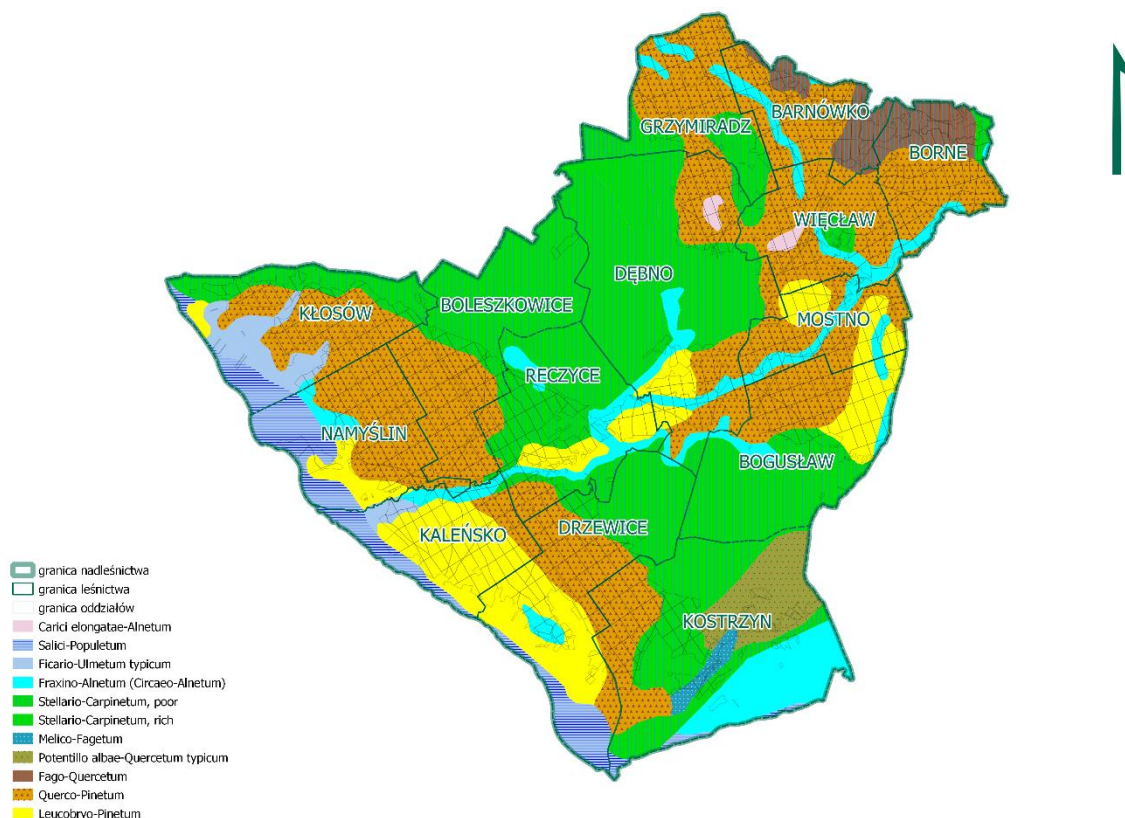 BARNÓWKO
GRZYMIRADZ
BORNE
WIĘCŁAW
DĘBNO
BOLESZKOWICE
KŁOSÓW
MOSTNO
RECZYCE
NAMYŚLIN
BOGUSŁAW
KALEŃSKO
DRZEWICE
KOSTRZYN
granica nadleśnictwa
granica leśnictwa
granica oddziałów
Carici elongatae-Alnetum
Salici-Populetum
Ficario-Ulmetum typicum
Fraxino-Alnetum (Circaeo-Alnetum)
Stellario-Carpinetum, poor
Stellario-Carpinetum, rich
Melico-Fagetum
Potentillo albae-Quercetum typicum
Fago-Quercetum
Querco-Pinetum
Leucobryo-Pinetum